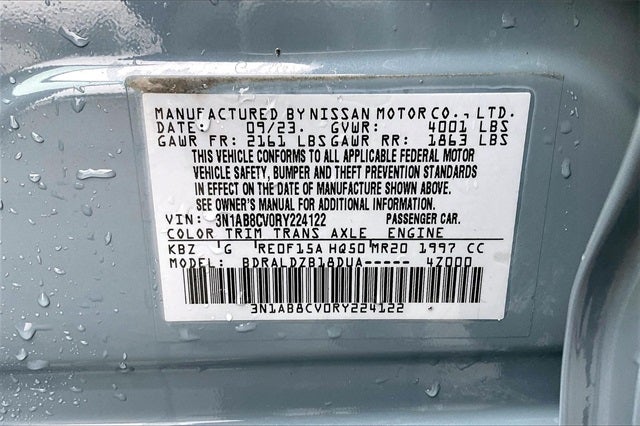 MANUFACTURED BY NISSAN MOTOR CO., LTD.
DATE: 09/23. GVWR: 4001 LBS
GAWR FR: 2161 LBS GAWR RR: 1863 LBS
THIS VEHICLE CONFORMS TO ALL APPLICABLE FEDERAL MOTOR
VEHICLE SAFETY, BUMPER AND THEFT PREVENTION STANDARDS
IN EFFECT ON THE DATE OF MANUFACTURE SHOWN ABOVE.
SEE OWNER'S MANUAL FOR ADDITIONAL INFORMATION.
VIN: 3N1AB8CV0RY224122 PASSENGER CAR.
COLOR TRIM TRANS AXLE ENGINE
KBZ G RE0F15A HQ50 MR20 1997 CC
MODEL: BDRALDZB18DUA----- 4Z000
3N1AB8CV0RY224122